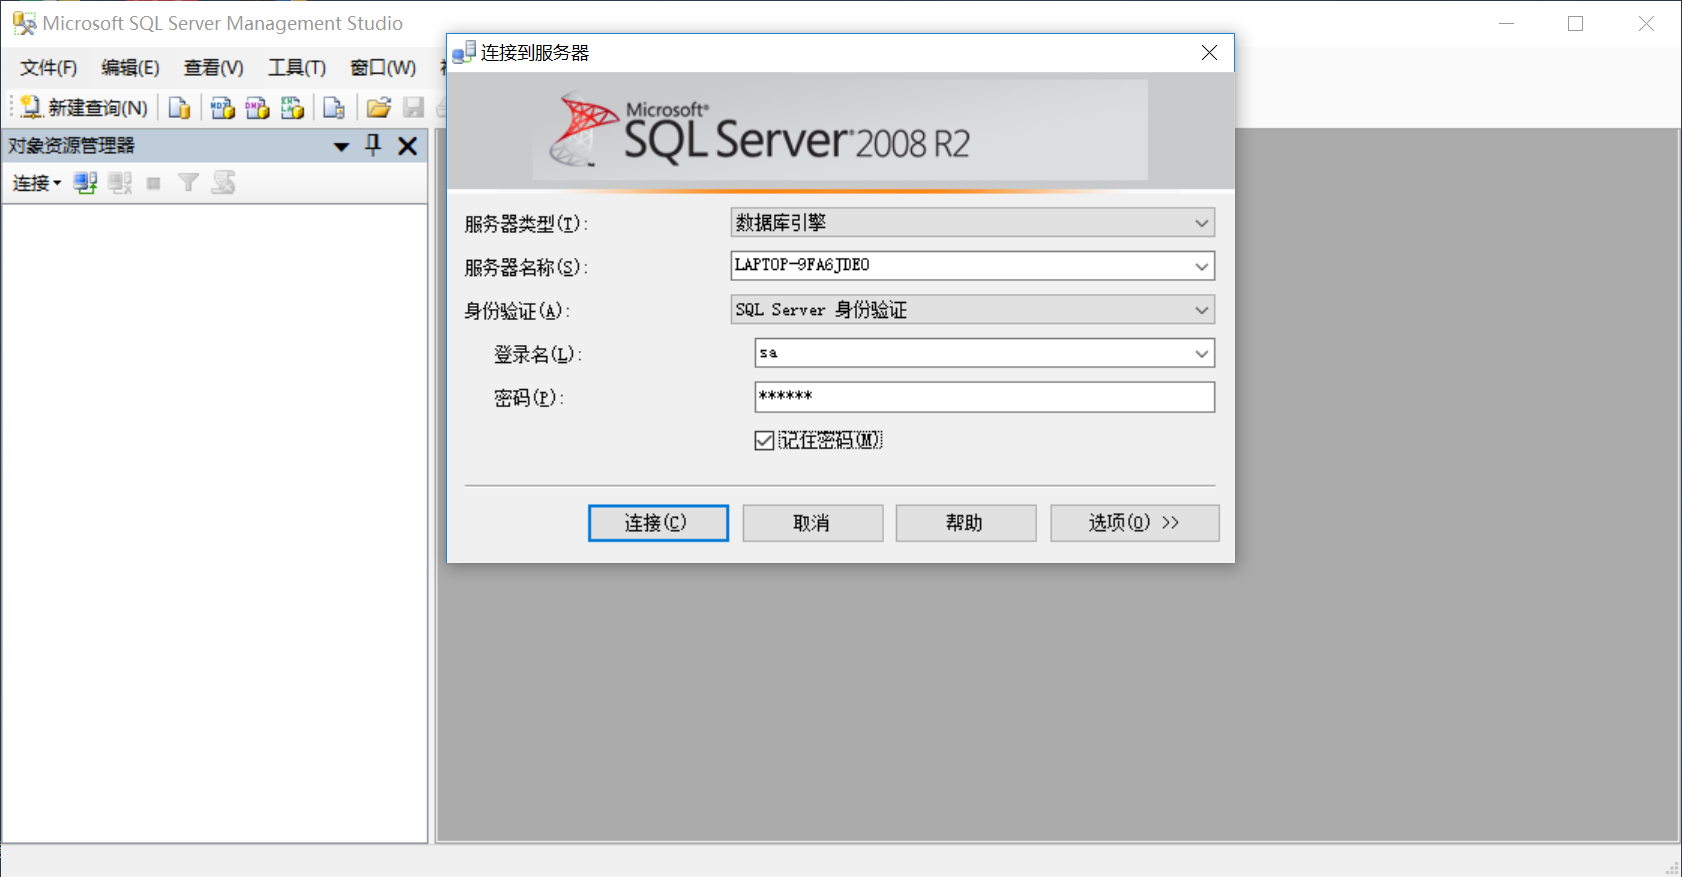 Microsoft SQL Server Management Studio
文件(F) 编辑(E) 查看(V) 工具(T) 窗口(W)
新建查询(N)
对象资源管理器
连接
连接到服务器
Microsoft®
SQL Server® 2008 R2
服务器类型(T): 数据库引擎
服务器名称(S): LAPTOP-9FA6JDEO
身份验证(A): SQL Server 身份验证
登录名(L): sa
密码(P): ******
记住密码(M)
连接(C) 取消 帮助 选项(O) >>